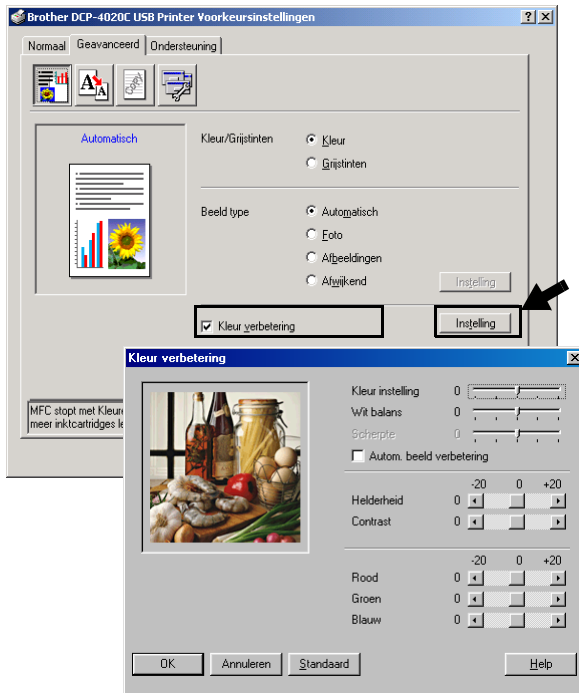 Brother DCP-4020C USB Printer Voorkeursinstellingen
Normaal Geavanceerd Ondersteuning
Automatisch
Kleur/Grijstinten
Kleur
Grijstinten
Beeld type
Automatisch
Foto
Afbeeldingen
Afwijkend
Instelling
Kleur verbetering
Instelling
MFC stopt met
meer inktcartridges
Kleur verbetering
Kleur instelling 0
Wit balans 0
Scherpte 0
Autom. beeld verbetering
-20 0 +20
Helderheid 0
Contrast 0
-20 0 +20
Rood 0
Groen 0
Blauw 0
OK Annuleren Standaard Help